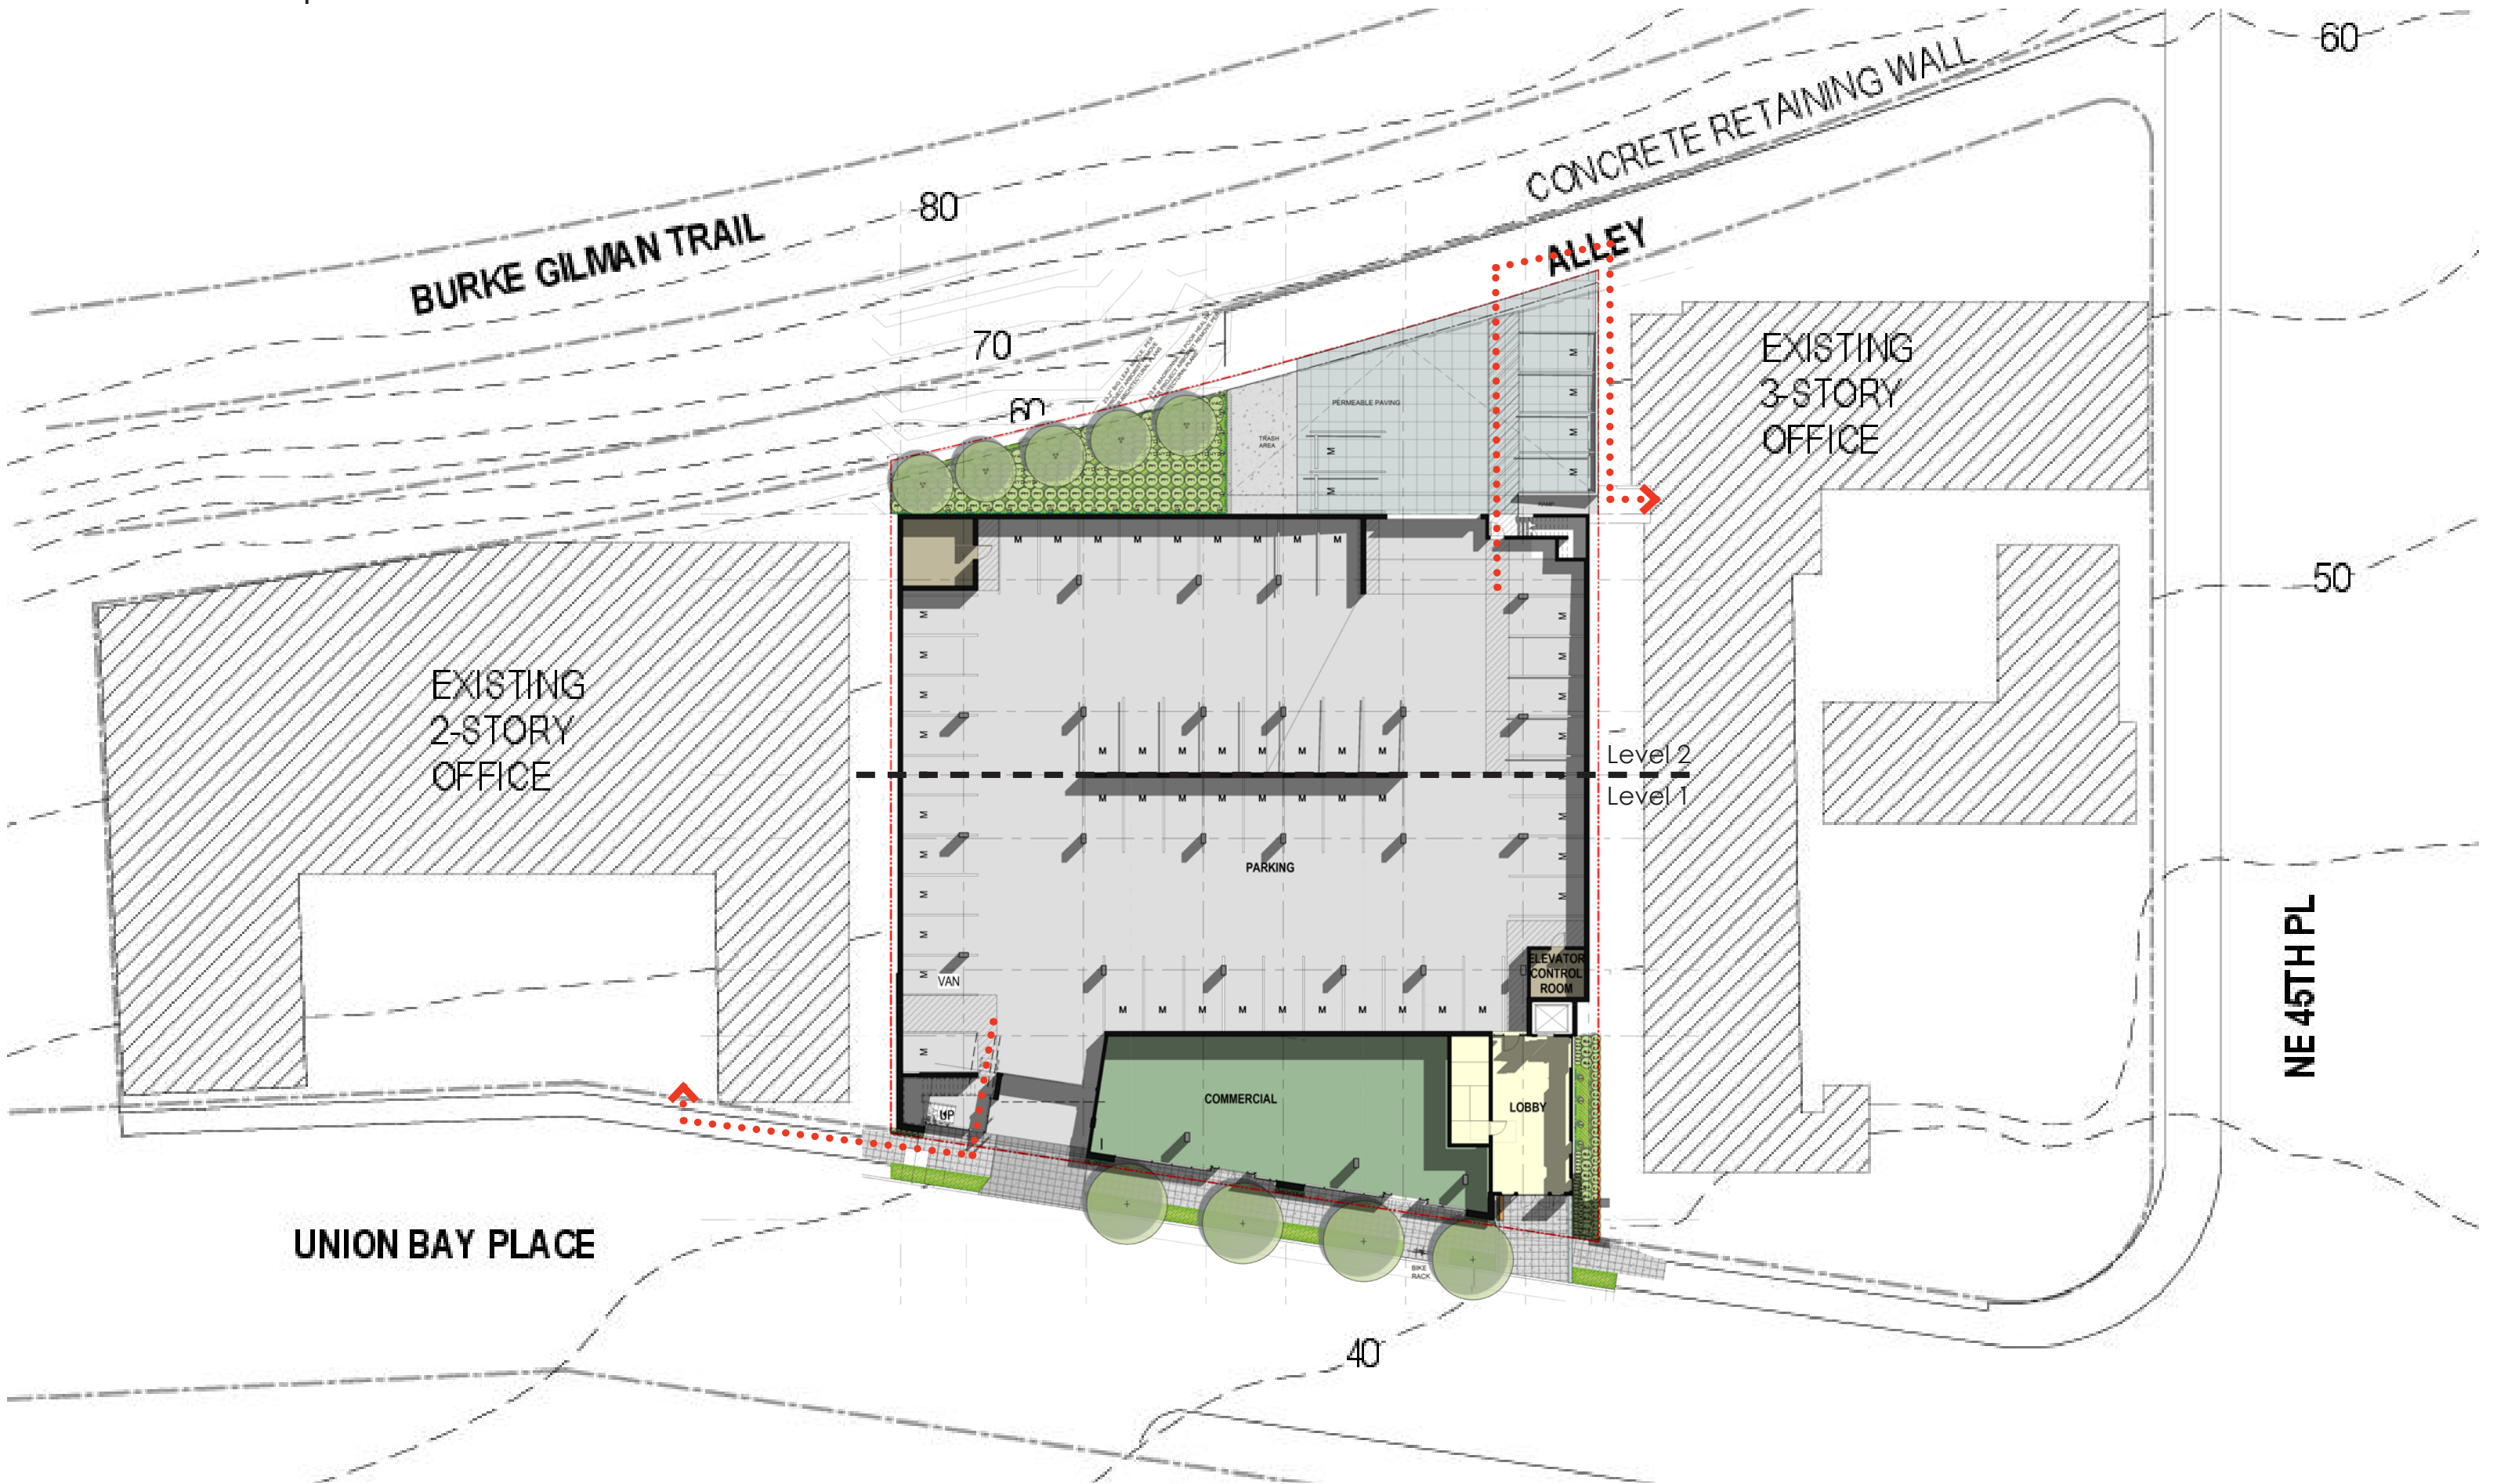 60
CONCRETE RETAINING WALL
80
BURKE GILMAN TRAIL
ALLEY
70
60
EXISTING
3-STORY
OFFICE
PERMEABLE PAVING
TRASH
AREA
M
M
M
M
M
M
RAMP
M M M M M M M M M
50
M
M
M
M
M
M
M
M
EXISTING
2-STORY
OFFICE
M M M M M M M M
Level 2
Level 1
M M M M M M M M
M
M
M
M
M
M
M
M
M
PARKING
VAN
ELEVATOR
CONTROL
ROOM
M M M M M M M M M M
M
NE 45TH PL
COMMERCIAL
LOBBY
UP
UNION BAY PLACE
BIKE
RACK
40